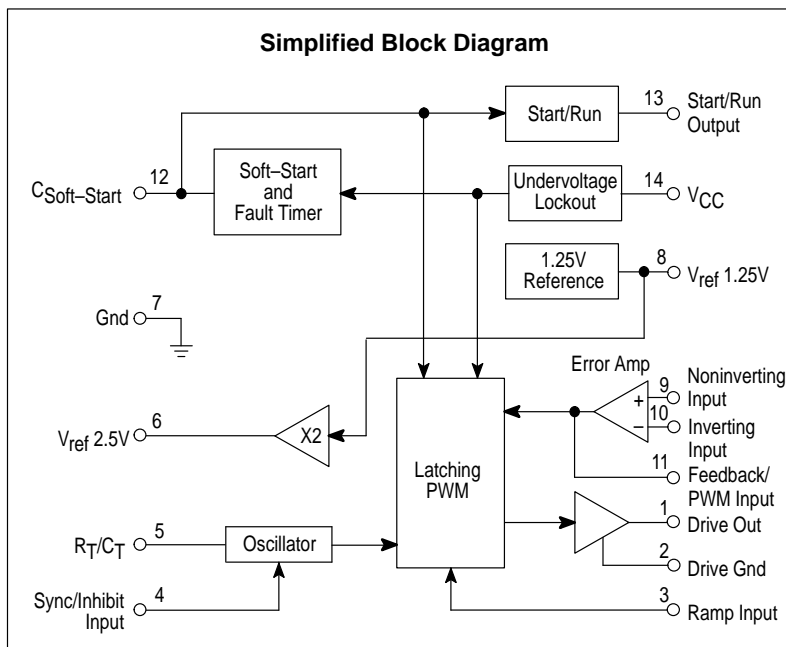 Simplified Block Diagram
13
Start/Run
Output
Start/Run
12
CSoft–Start
Soft–Start
and
Fault Timer
Undervoltage
Lockout
14
VCC
1.25V
Reference
8
Vref 1.25V
7
Gnd
Error Amp
9
Noninverting
Input
+
10
–
Inverting
Input
6
Vref 2.5V
X2
Latching
PWM
11
Feedback/
PWM Input
1
Drive Out
5
RT/CT
Oscillator
2
Drive Gnd
4
Sync/Inhibit
Input
3
Ramp Input